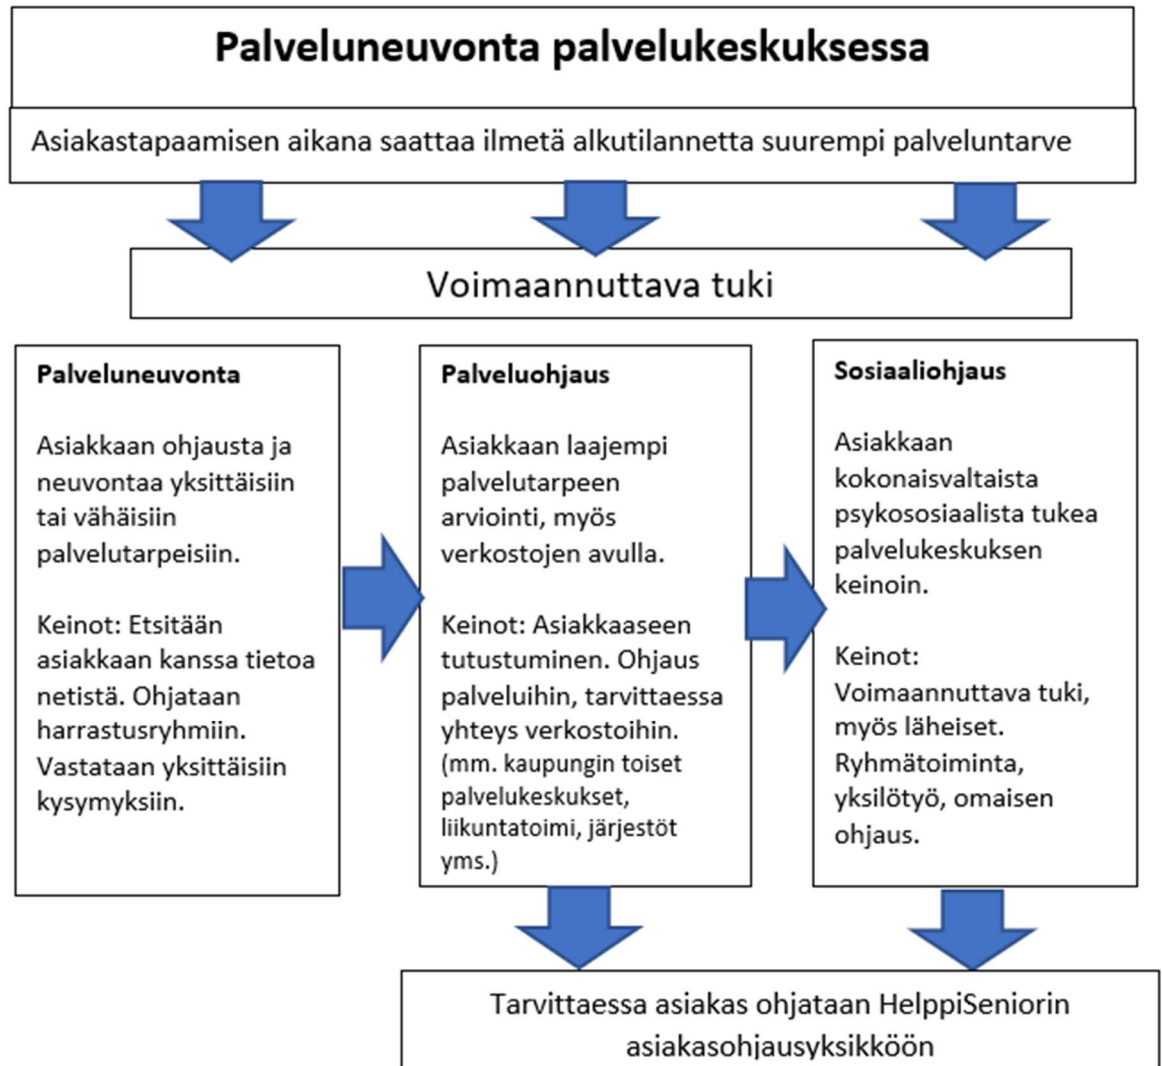 Palveluneuvonta palvelukeskuksessa
Asiakastapaamisen aikana saattaa ilmetä alkutilannetta suurempi palveluntarve
Voimaannuttava tuki
Palveluneuvonta
Asiakkaan ohjausta ja
neuvontaa yksittäisiin
tai vähäisiin
palvelutarpeisiin.
Keinot: Etsitään
asiakkaan kanssa tietoa
netistä. Ohjataan
harrastusryhmiin.
Vastataan yksittäisiin
kysymyksiin.
Palveluohjaus
Asiakkaan laajempi
palvelutarpeen
arviointi, myös
verkostojen avulla.
Keinot: Asiakkaaseen
tutustuminen. Ohjaus
palveluihin, tarvittaessa
yhteys verkostoihin.
(mm. kaupungin toiset
palvelukeskukset,
liikuntatoimi, järjestöt
yms.)
Sosiaaliohjaus
Asiakkaan
kokonaisvaltaista
psykososiaalista tukea
palvelukeskuksen
keinoin.
Keinot:
Voimaannuttava tuki,
myös läheiset.
Ryhmätoiminta,
yksilötyö, omaisen
ohjaus.
Tarvittaessa asiakas ohjataan HelppiSeniorin
asiakasohjausyksikköön